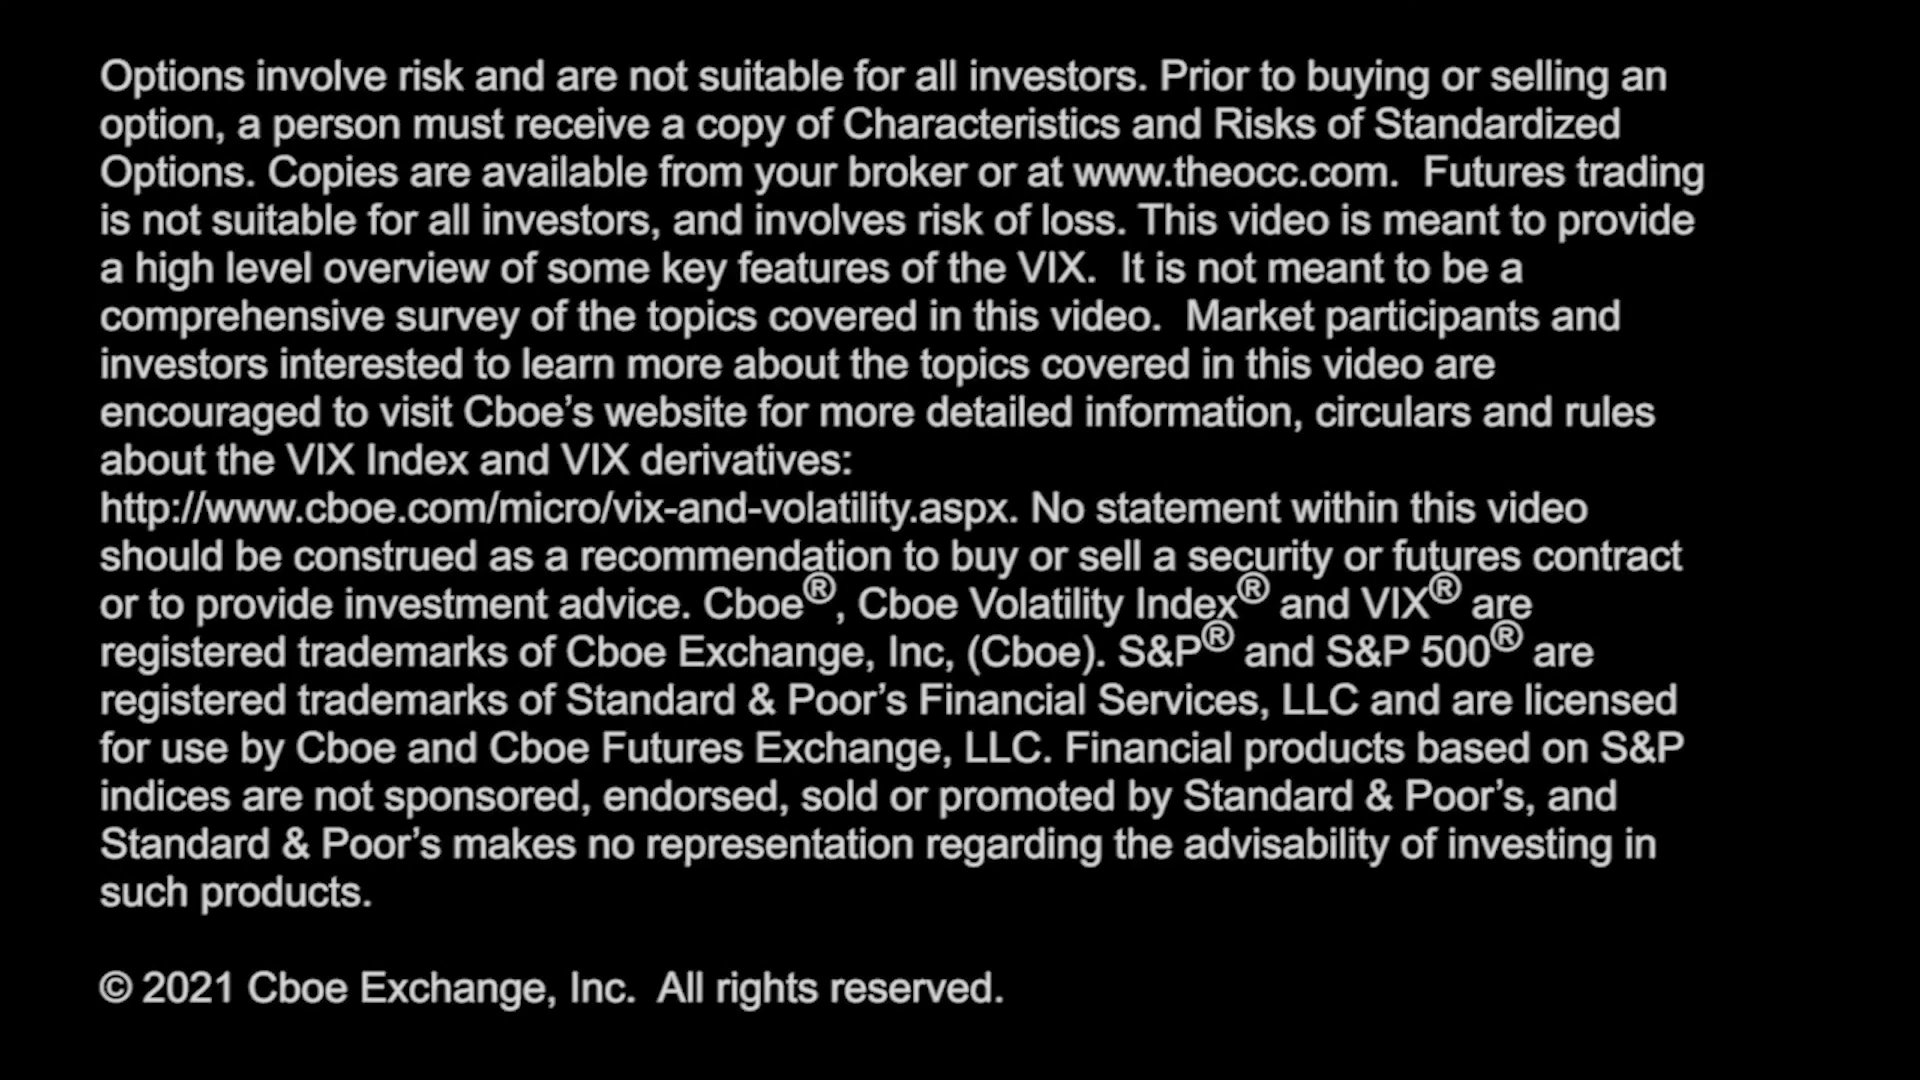 Options involve risk and are not suitable for all investors. Prior to buying or selling an
option, a person must receive a copy of Characteristics and Risks of Standardized
Options. Copies are available from your broker or at www.theocc.com.  Futures trading
is not suitable for all investors, and involves risk of loss. This video is meant to provide
a high level overview of some key features of the VIX.  It is not meant to be a
comprehensive survey of the topics covered in this video.  Market participants and
investors interested to learn more about the topics covered in this video are
encouraged to visit Cboe’s website for more detailed information, circulars and rules
about the VIX Index and VIX derivatives:
http://www.cboe.com/micro/vix-and-volatility.aspx. No statement within this video
should be construed as a recommendation to buy or sell a security or futures contract
or to provide investment advice. Cboe®, Cboe Volatility Index® and VIX® are
registered trademarks of Cboe Exchange, Inc, (Cboe). S&P® and S&P 500® are
registered trademarks of Standard & Poor’s Financial Services, LLC and are licensed
for use by Cboe and Cboe Futures Exchange, LLC. Financial products based on S&P
indices are not sponsored, endorsed, sold or promoted by Standard & Poor’s, and
Standard & Poor’s makes no representation regarding the advisability of investing in
such products.
© 2021 Cboe Exchange, Inc.  All rights reserved.